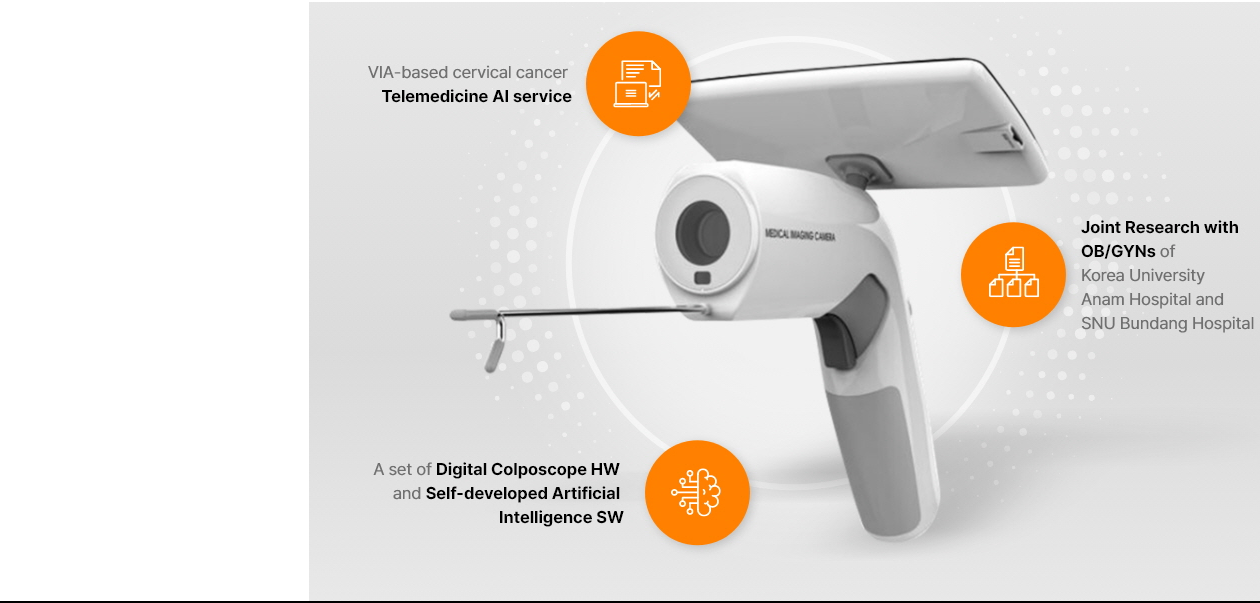 VIA-based cervical cancer
Telemedicine AI service
MEDICAL IMAGING CAMERA
Joint Research with
OB/GYNs of
Korea University
Anam Hospital and
SNU Bundang Hospital
A set of Digital Colposcope HW
and Self-developed Artificial
Intelligence SW